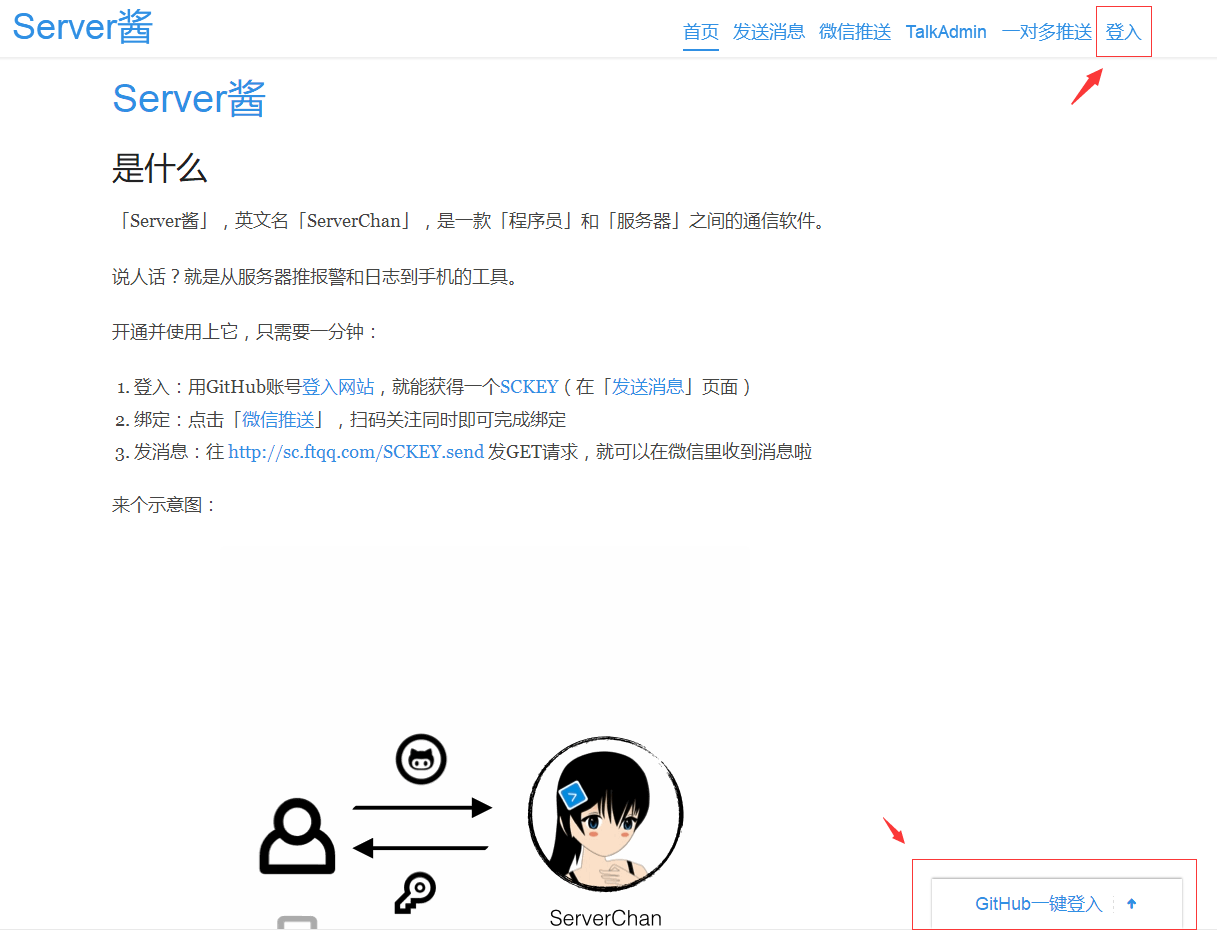 Server酱
首页 发送消息 微信推送 TalkAdmin 一对多推送 登入
Server酱
是什么
「Server酱」，英文名「ServerChan」，是一款「程序员」和「服务器」之间的通信软件。
说人话？就是从服务器推报警和日志到手机的工具。
开通并使用上它，只需要一分钟：
1. 登入：用GitHub账号登入网站，就能获得一个SCKEY（在「发送消息」页面）
2. 绑定：点击「微信推送」，扫码关注同时即可完成绑定
3. 发消息：往 http://sc.ftqq.com/SCKEY.send 发GET请求，就可以在微信里收到消息啦
来个示意图：
ServerChan
GitHub一键登入